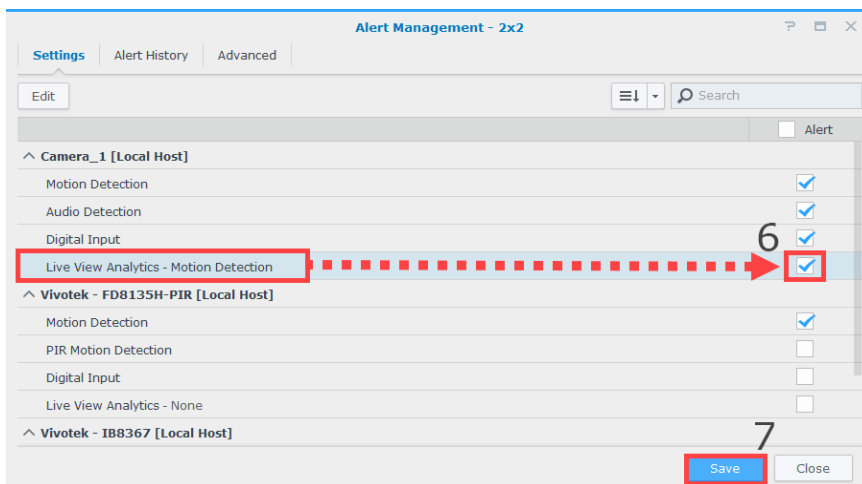 Alert Management - 2x2
Settings Alert History Advanced
Edit Search
Alert
Camera_1 [Local Host]
Motion Detection
Audio Detection
Digital Input 6
Live View Analytics - Motion Detection
Vivotek - FD8135H-PIR [Local Host]
Motion Detection
PIR Motion Detection
Digital Input
Live View Analytics - None
Vivotek - IB8367 [Local Host]
7
Save Close